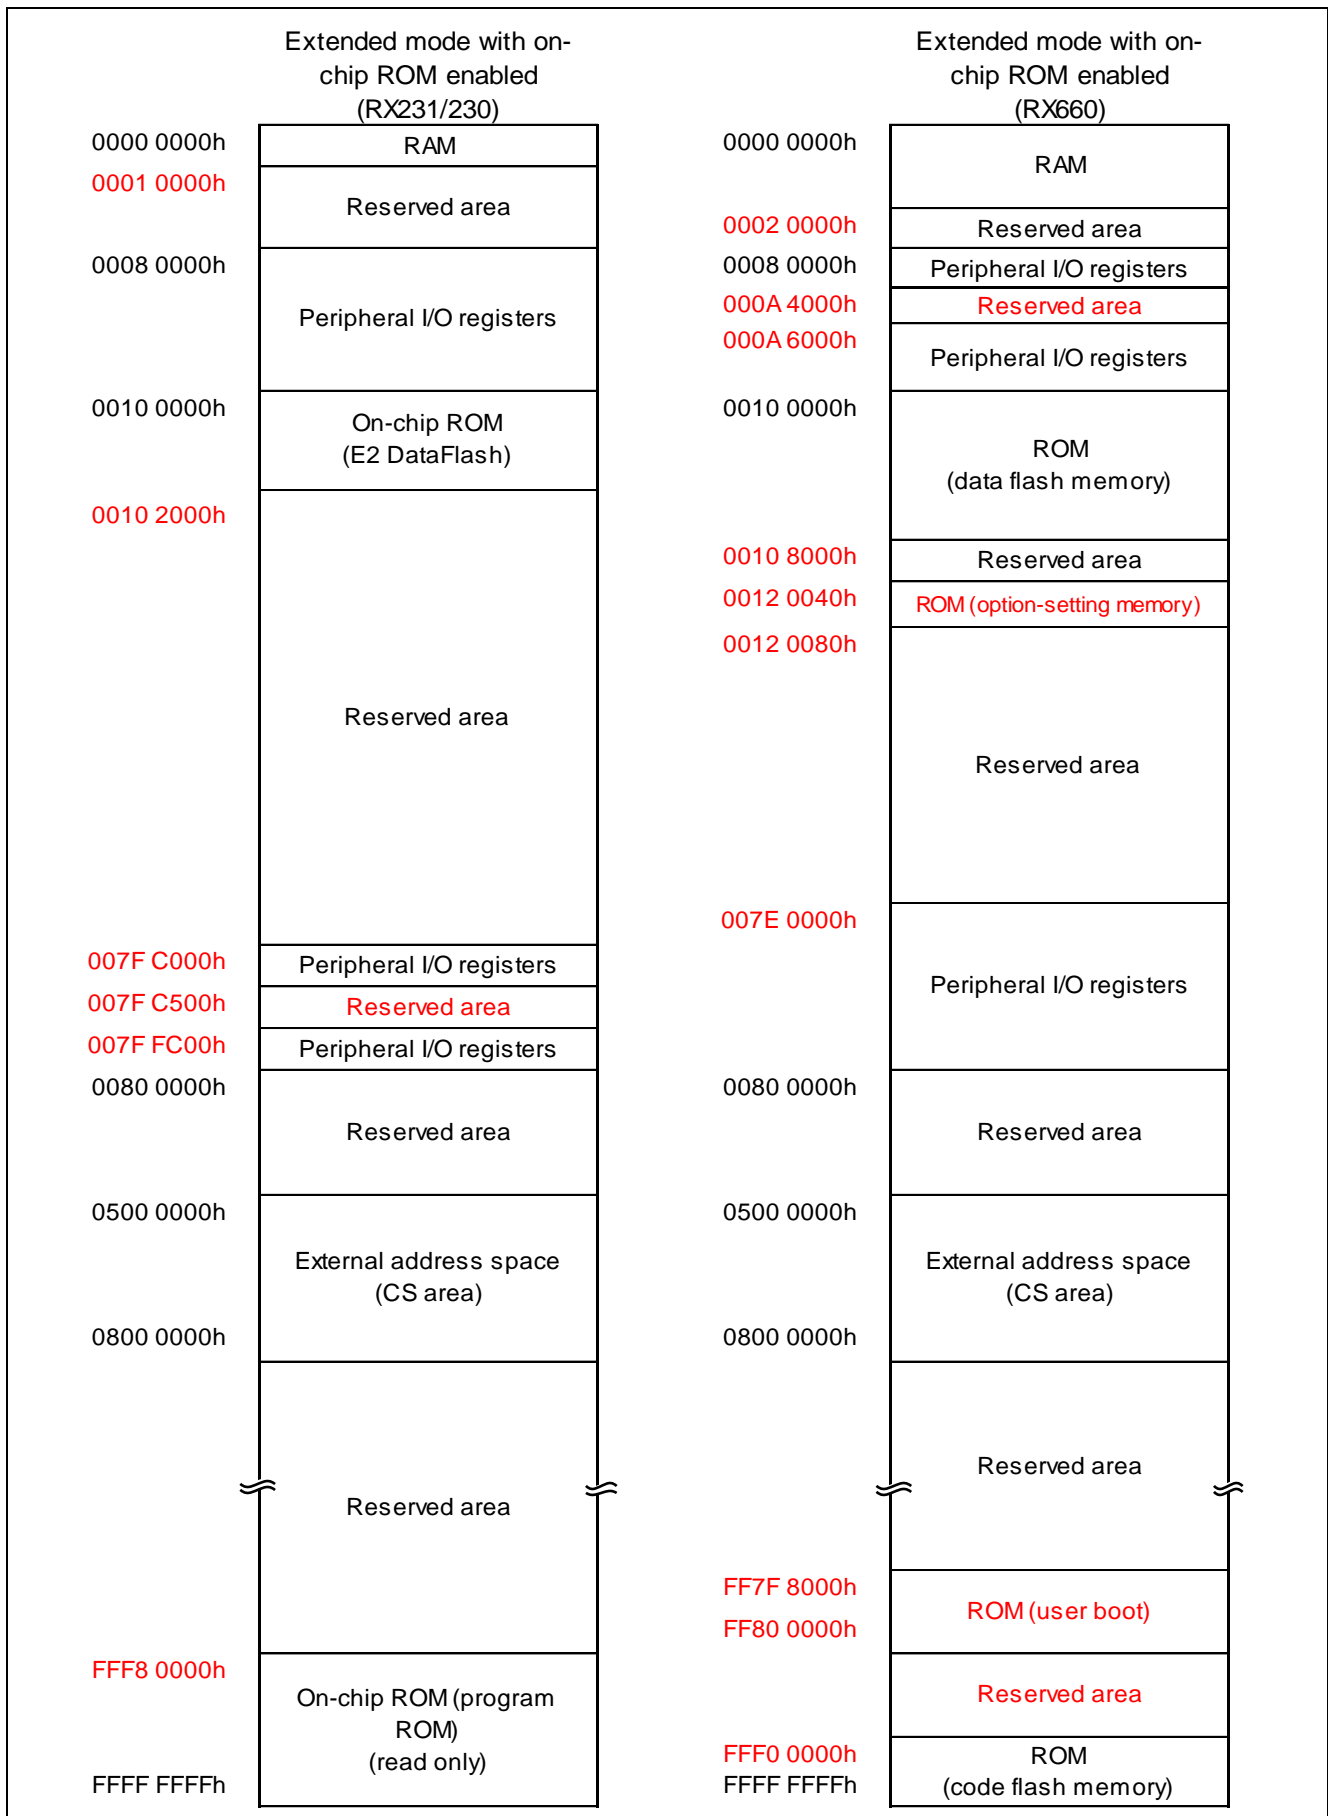 Extended mode with on-
chip ROM enabled
(RX231/230)
0000 0000h
RAM
0001 0000h
Reserved area
0008 0000h
Peripheral I/O registers
0010 0000h
On-chip ROM
(E2 DataFlash)
0010 2000h
Reserved area
007F C000h
Peripheral I/O registers
007F C500h
Reserved area
007F FC00h
Peripheral I/O registers
0080 0000h
Reserved area
0500 0000h
External address space
(CS area)
0800 0000h
Reserved area
FFF8 0000h
On-chip ROM (program
ROM)
(read only)
FFFF FFFFh
Extended mode with on-
chip ROM enabled
(RX660)
0000 0000h
RAM
0002 0000h
Reserved area
0008 0000h
Peripheral I/O registers
000A 4000h
Reserved area
000A 6000h
Peripheral I/O registers
0010 0000h
ROM
(data flash memory)
0010 8000h
Reserved area
0012 0040h
ROM (option-setting memory)
0012 0080h
Reserved area
007E 0000h
Peripheral I/O registers
0080 0000h
Reserved area
0500 0000h
External address space
(CS area)
0800 0000h
Reserved area
FF7F 8000h
ROM (user boot)
FF80 0000h
Reserved area
FFF0 0000h
ROM
(code flash memory)
FFFF FFFFh